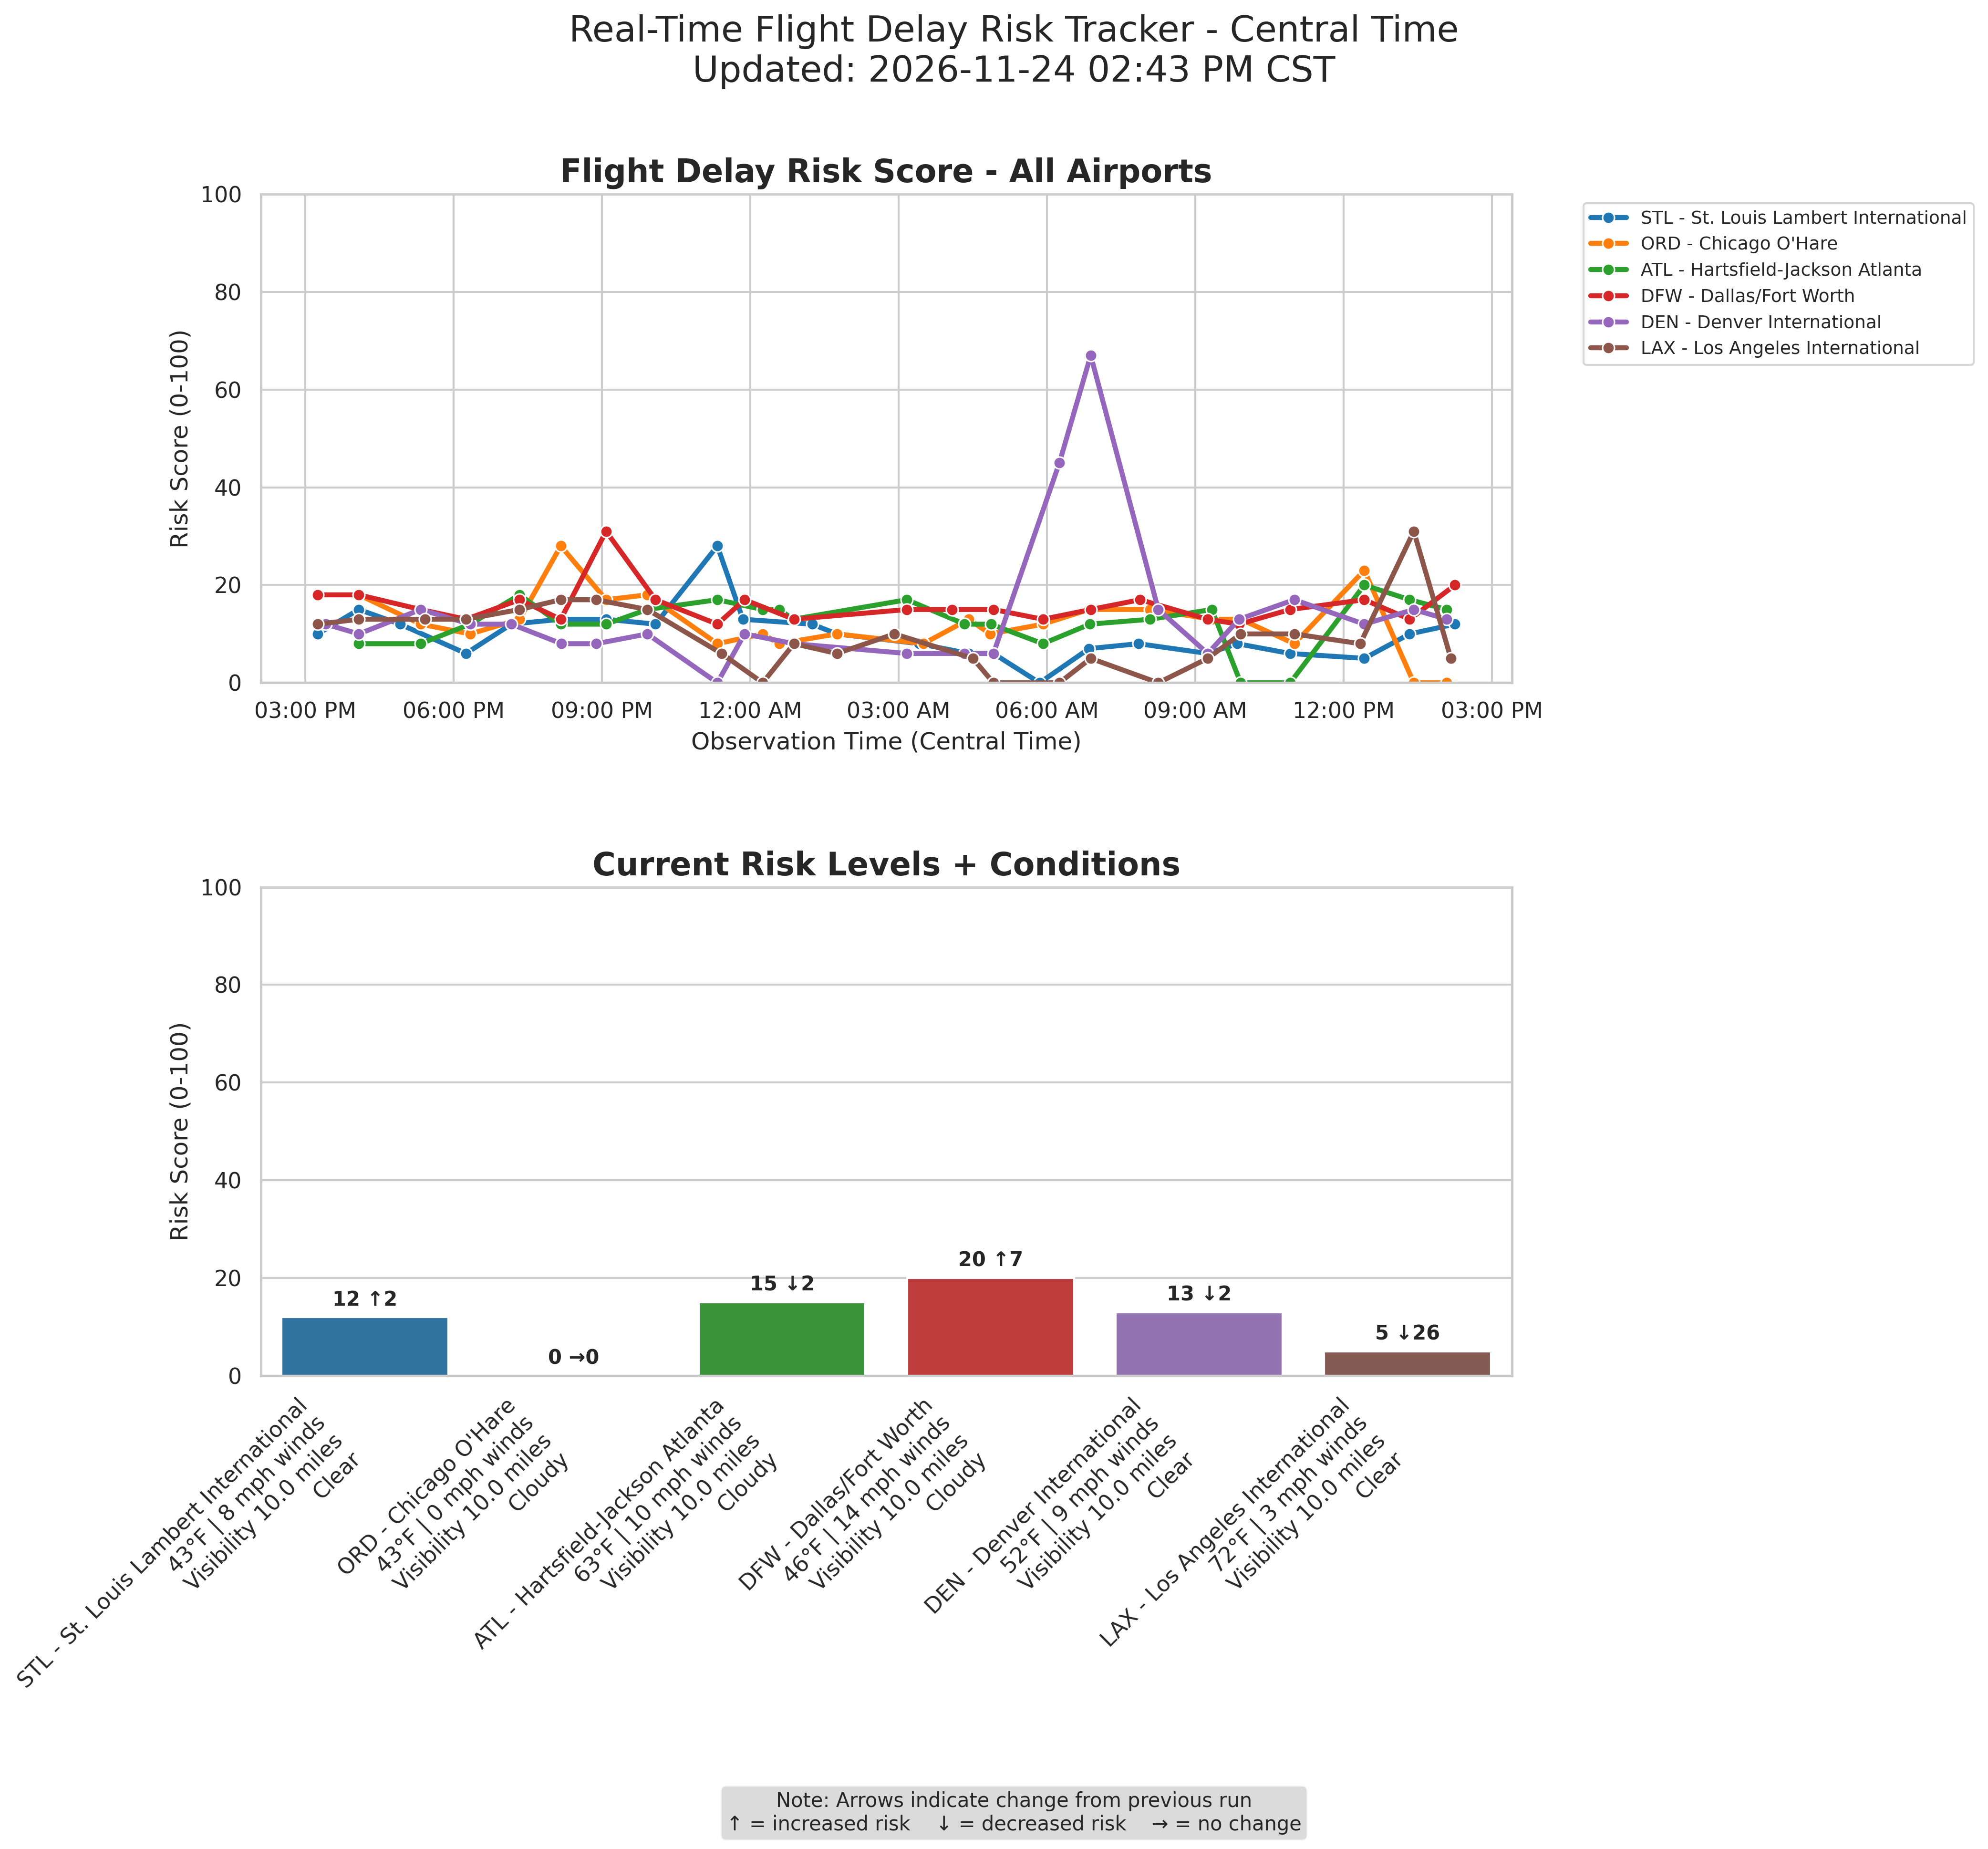 Real-Time Flight Delay Risk Tracker - Central Time
Updated: 2026-11-24 02:43 PM CST
Flight Delay Risk Score - All Airports
100
80
60
40
20
0
Risk Score (0-100)
03:00 PM
06:00 PM
09:00 PM
12:00 AM
03:00 AM
06:00 AM
09:00 AM
12:00 PM
03:00 PM
Observation Time (Central Time)
STL - St. Louis Lambert International
ORD - Chicago O'Hare
ATL - Hartsfield-Jackson Atlanta
DFW - Dallas/Fort Worth
DEN - Denver International
LAX - Los Angeles International
Current Risk Levels + Conditions
100
80
60
40
20
0
Risk Score (0-100)
12 ↑2
0 →0
15 ↓2
20 ↑7
13 ↓2
5 ↓26
STL - St. Louis Lambert International
43°F | 8 mph winds
Visibility 10.0 miles
Clear
ORD - Chicago O'Hare
43°F | 0 mph winds
Visibility 10.0 miles
Cloudy
ATL - Hartsfield-Jackson Atlanta
63°F | 10 mph winds
Visibility 10.0 miles
Cloudy
DFW - Dallas/Fort Worth
46°F | 14 mph winds
Visibility 10.0 miles
Cloudy
DEN - Denver International
52°F | 9 mph winds
Visibility 10.0 miles
Clear
LAX - Los Angeles International
72°F | 3 mph winds
Visibility 10.0 miles
Clear
Note: Arrows indicate change from previous run
↑ = increased risk ↓ = decreased risk → = no change